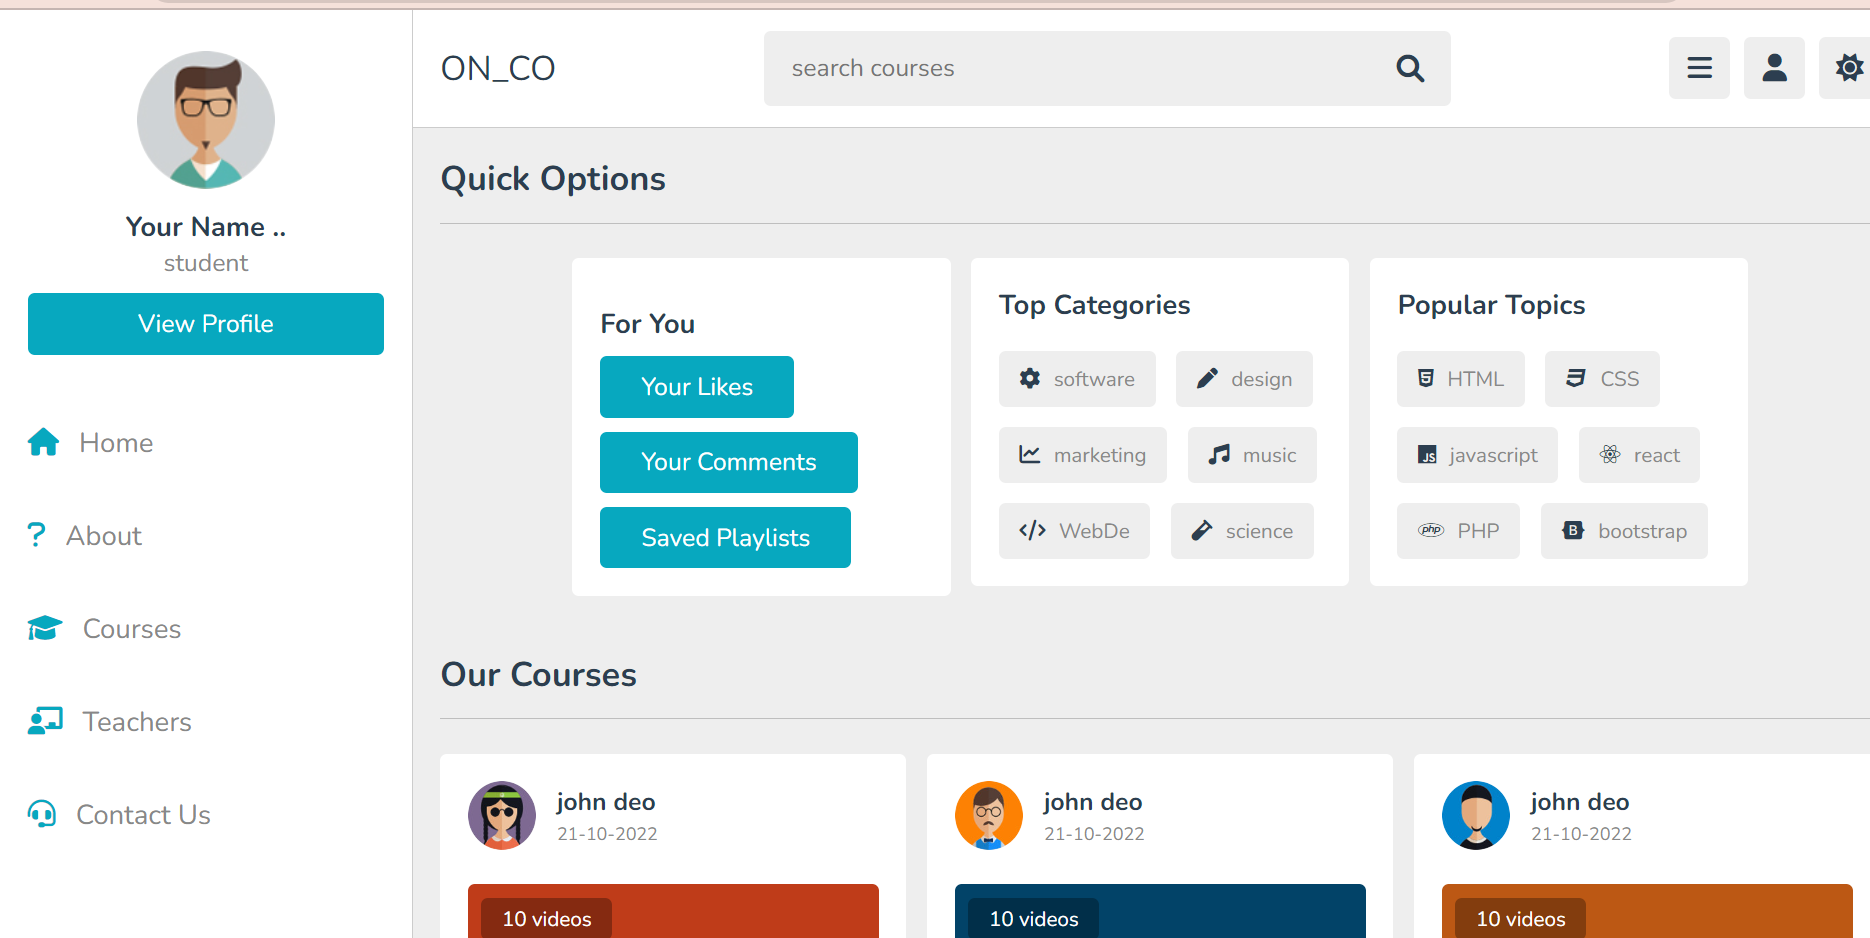 Your Name ..
student
View Profile
Home
About
Courses
Teachers
Contact Us
ON_CO
search courses
Quick Options
For You
Your Likes
Your Comments
Saved Playlists
Top Categories
software design
marketing music
WebDe science
Popular Topics
HTML CSS
JS javascript react
php PHP B bootstrap
Our Courses
john deo
21-10-2022
10 videos
john deo
21-10-2022
10 videos
john deo
21-10-2022
10 videos